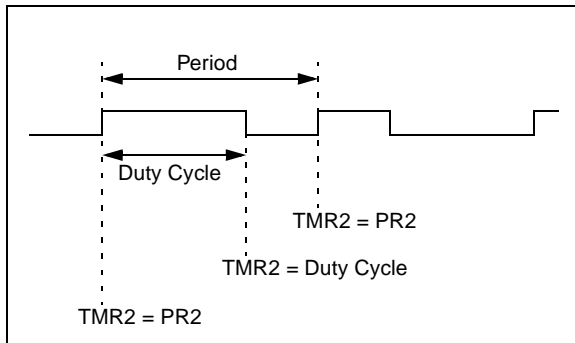 Period
Duty Cycle
TMR2 = PR2
TMR2 = Duty Cycle
TMR2 = PR2